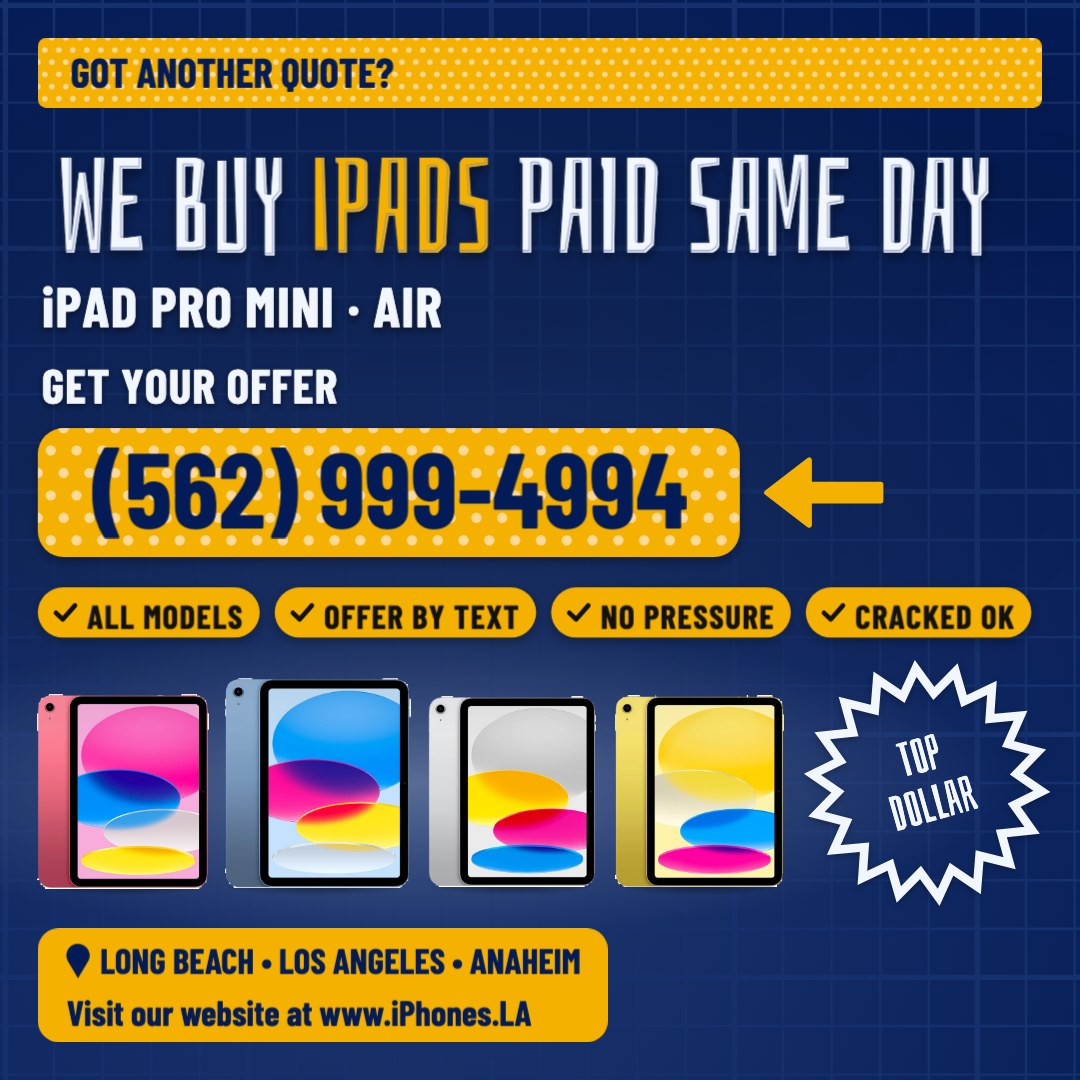 GOT ANOTHER QUOTE?
WE BUY IPADS PAID SAME DAY
iPAD PRO MINI · AIR
GET YOUR OFFER
(562) 999-4994
✓ ALL MODELS ✓ OFFER BY TEXT ✓ NO PRESSURE ✓ CRACKED OK
TOP
DOLLAR
LONG BEACH • LOS ANGELES • ANAHEIM
Visit our website at www.iPhones.LA